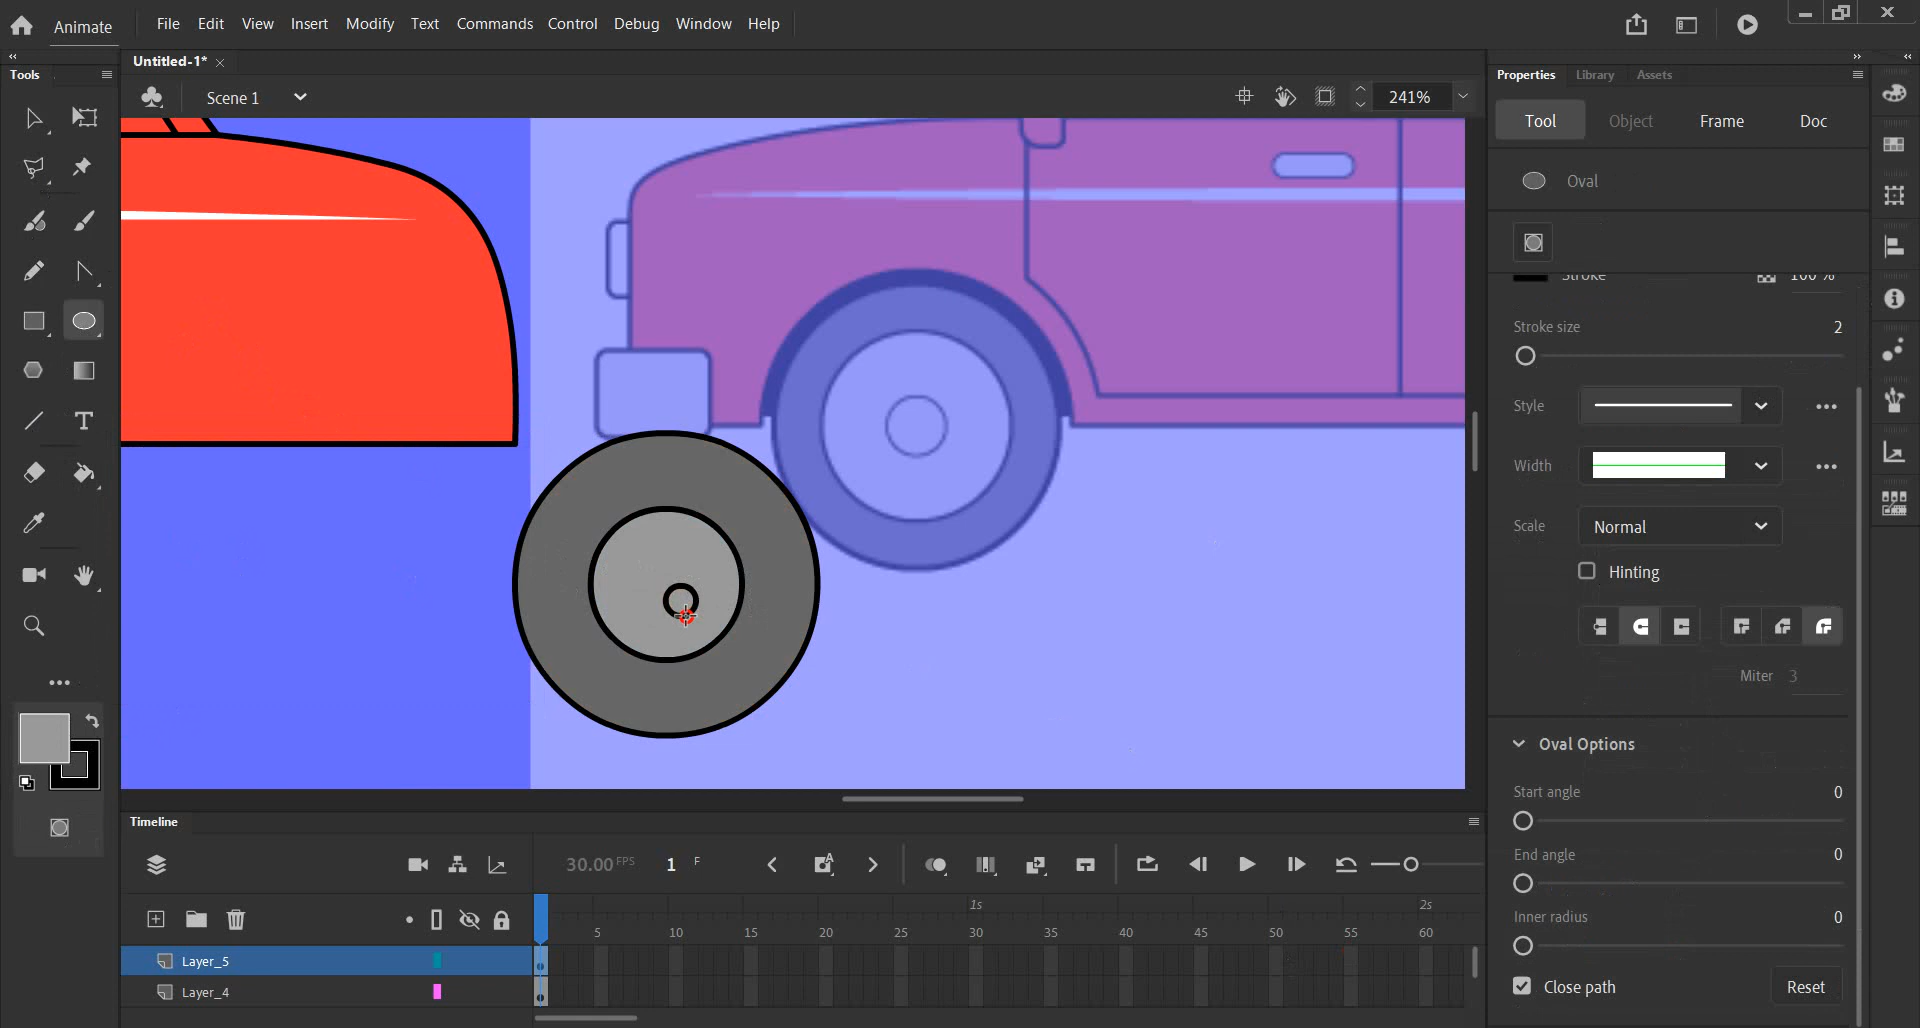 Animate File Edit View Insert Modify Text Commands Control Debug Window Help
Tools
Untitled-1*
Properties Library Assets
Scene 1
241%
Tool Object Frame Doc
Oval
Stroke 100 %
Stroke size 2
Style
Width
Scale Normal
Hinting
Miter 3
Oval Options
Start angle 0
End angle 0
Inner radius 0
Close path Reset
T
Timeline
30.00 FPS 1 F
A
1s 2s
5 10 15 20 25 30 35 40 45 50 55 60
Layer_5
Layer_4